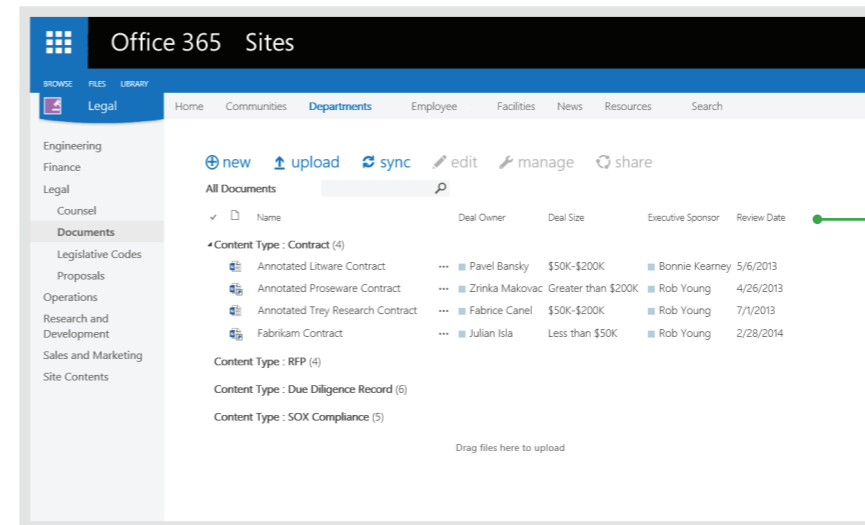 Office 365 Sites
BROWSE FILES LIBRARY
Legal Home Communities Departments Employee Facilities News Resources Search
Engineering
Finance
Legal
Counsel
Documents
Legislative Codes
Proposals
Operations
Research and
Development
Sales and Marketing
Site Contents
new upload sync edit manage share
All Documents
Name Deal Owner Deal Size Executive Sponsor Review Date
Content Type : Contract (4)
Annotated Litware Contract ... Pavel Bansky $50K-$200K Bonnie Kearney 5/6/2013
Annotated Proseware Contract ... Zrinka Makovac Greater than $200K Rob Young 4/26/2013
Annotated Trey Research Contract ... Fabrice Canel $50K-$200K Rob Young 7/1/2013
Fabrikam Contract ... Julian Isla Less than $50K Rob Young 2/28/2014
Content Type : RFP (4)
Content Type : Due Diligence Record (6)
Content Type : SOX Compliance (5)
Drag files here to upload